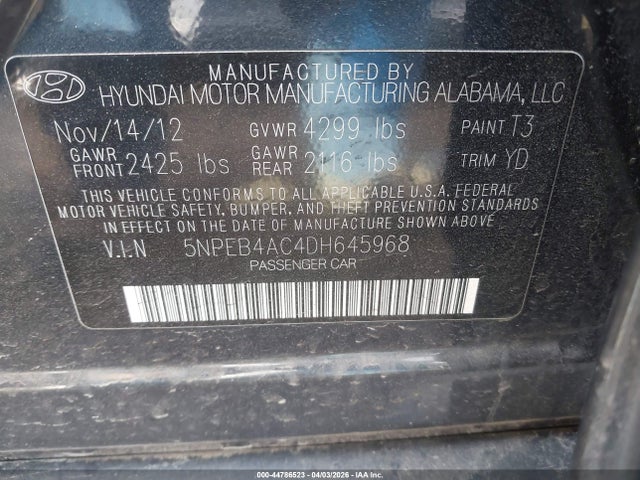 MANUFACTURED BY
HYUNDAI MOTOR MANUFACTURING ALABAMA, LLC
Nov/14/12 GVWR 4299 lbs PAINT T3
GAWR FRONT 2425 lbs GAWR REAR 2116 lbs TRIM YD
THIS VEHICLE CONFORMS TO ALL APPLICABLE U.S.A. FEDERAL
MOTOR VEHICLE SAFETY, BUMPER, AND THEFT PREVENTION STANDARDS
IN EFFECT ON THE DATE OF MANUFACTURE SHOWN ABOVE
V.I.N 5NPEB4AC4DH645968
PASSENGER CAR
000-44786523 - 04/03/2026 - IAA Inc.